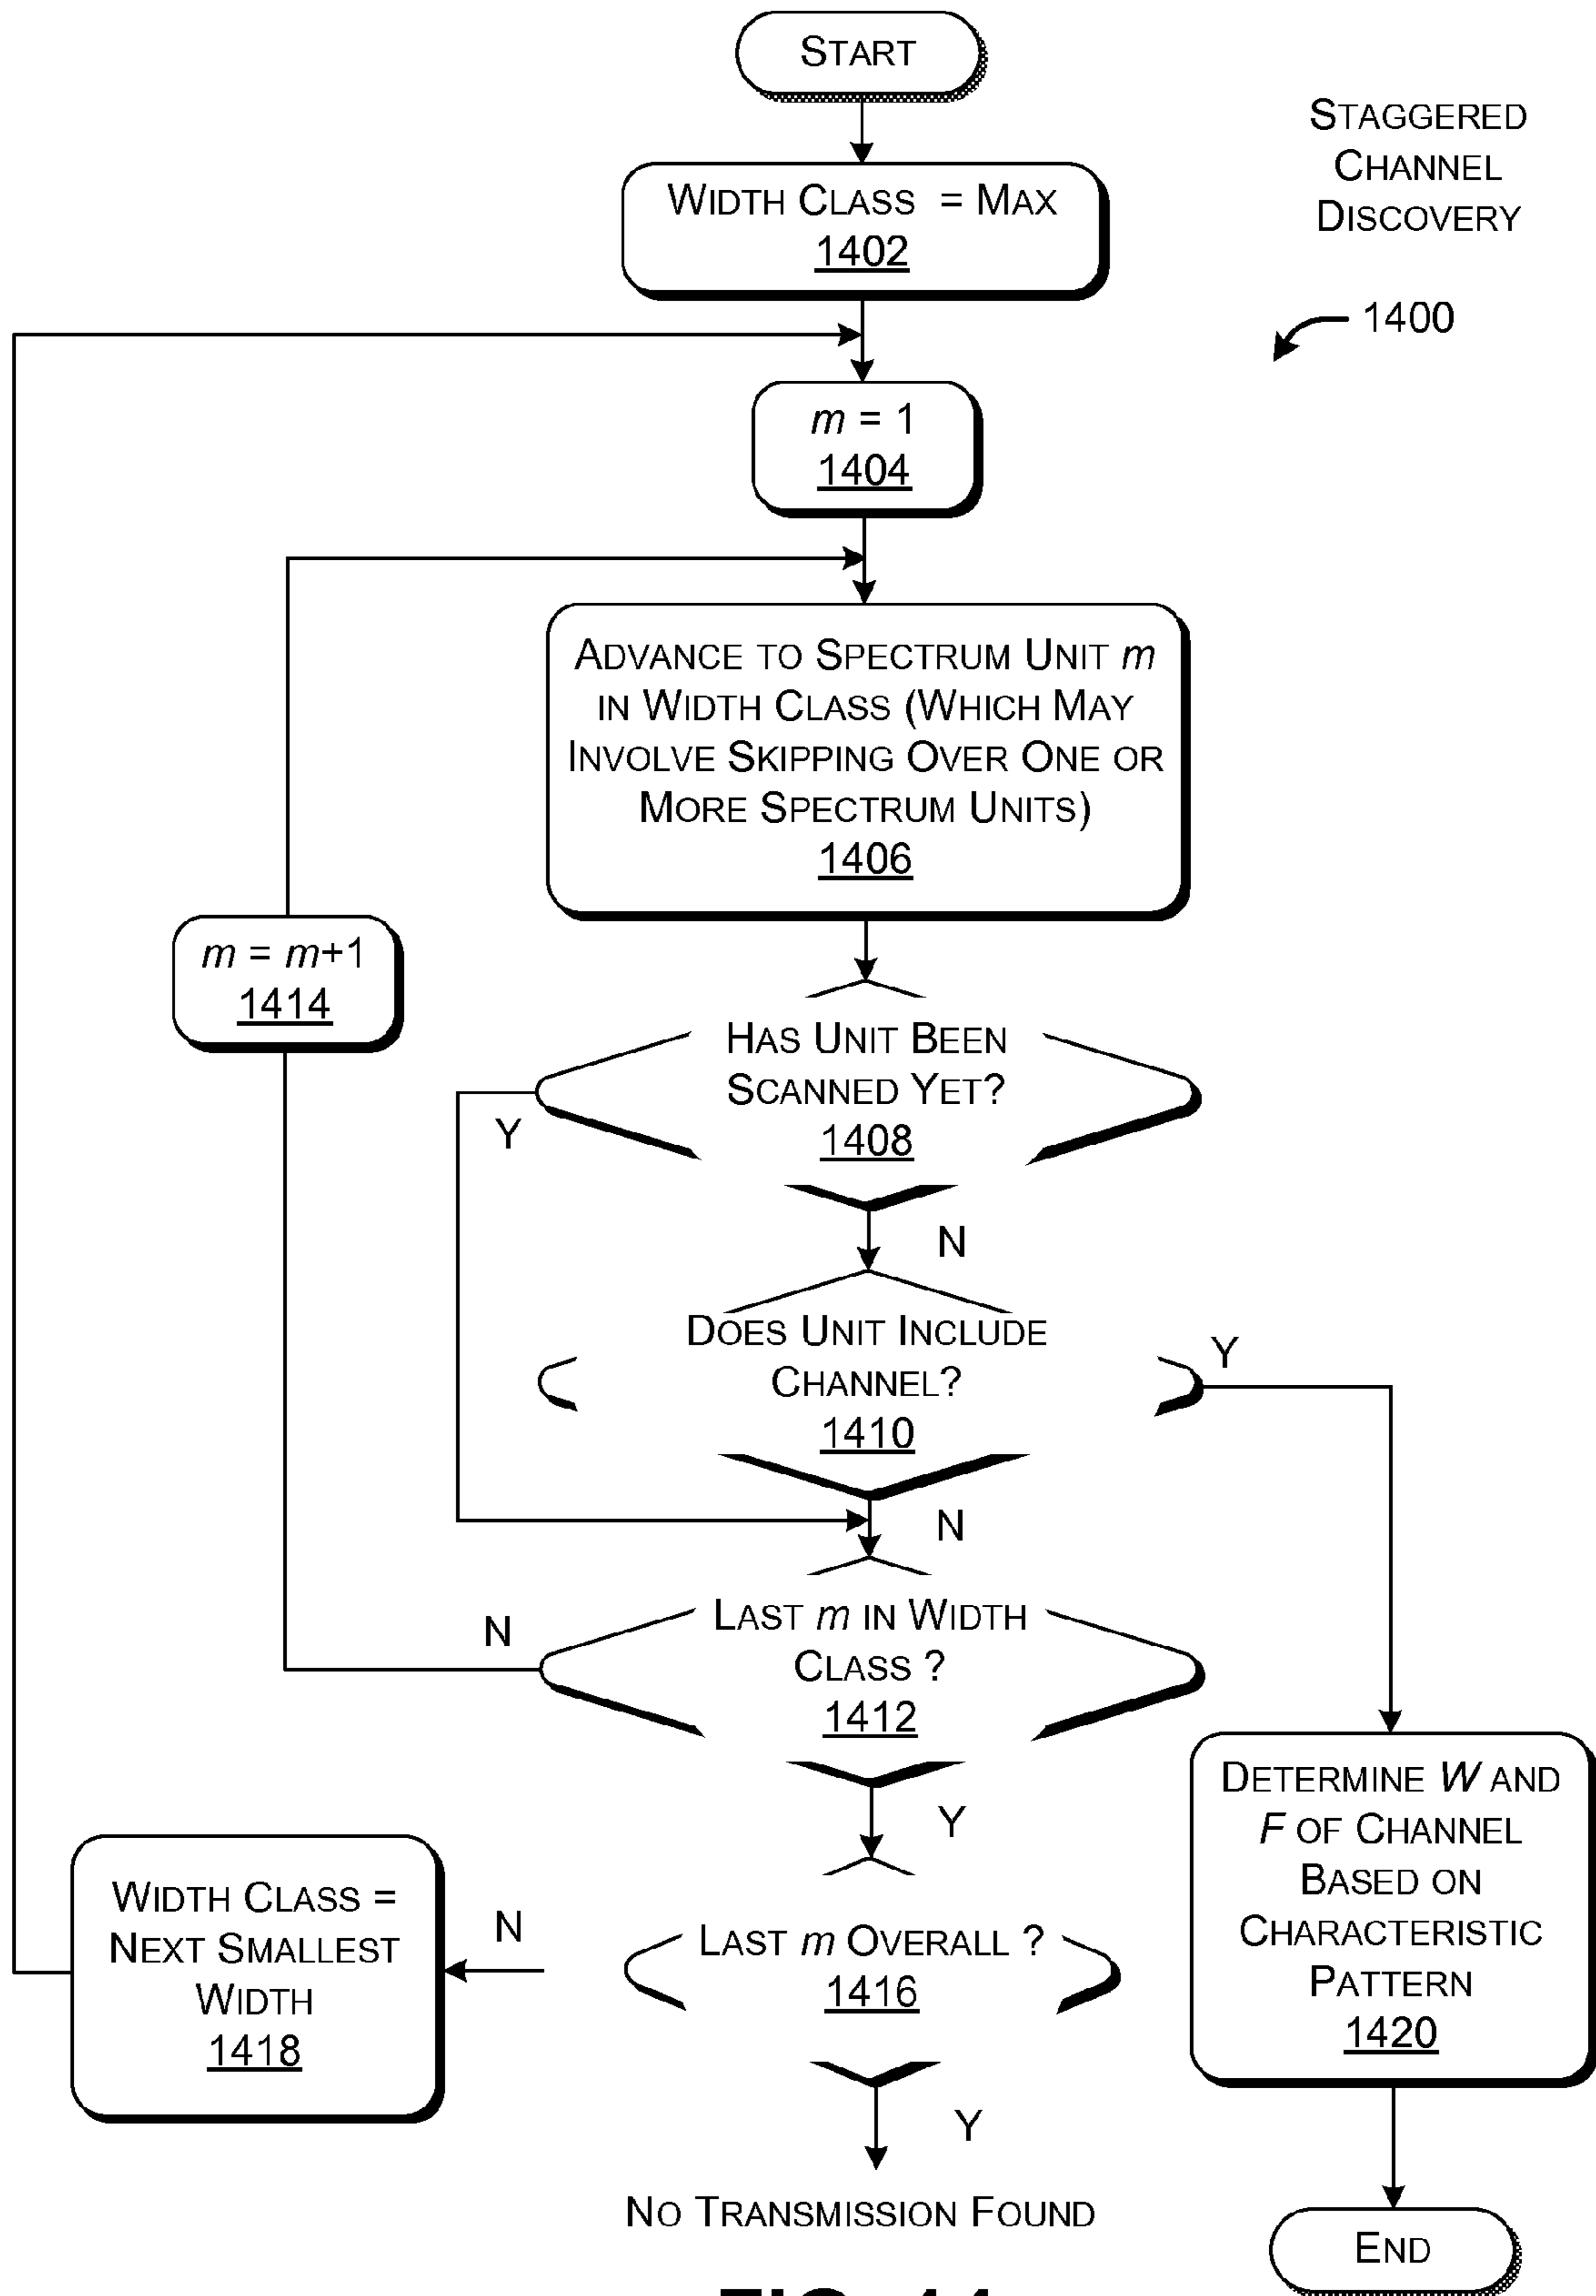 START
STAGGERED
CHANNEL
DISCOVERY
WIDTH CLASS = MAX
1402
1400
m = 1
1404
ADVANCE TO SPECTRUM UNIT m
IN WIDTH CLASS (WHICH MAY
INVOLVE SKIPPING OVER ONE OR
MORE SPECTRUM UNITS)
1406
m = m+1
1414
HAS UNIT BEEN
SCANNED YET?
1408
Y
N
DOES UNIT INCLUDE
CHANNEL?
1410
Y
N
LAST m IN WIDTH
CLASS ?
1412
N
Y
DETERMINE W AND
F OF CHANNEL
BASED ON
CHARACTERISTIC
PATTERN
1420
WIDTH CLASS =
NEXT SMALLEST
WIDTH
1418
N
LAST m OVERALL ?
1416
Y
NO TRANSMISSION FOUND
END